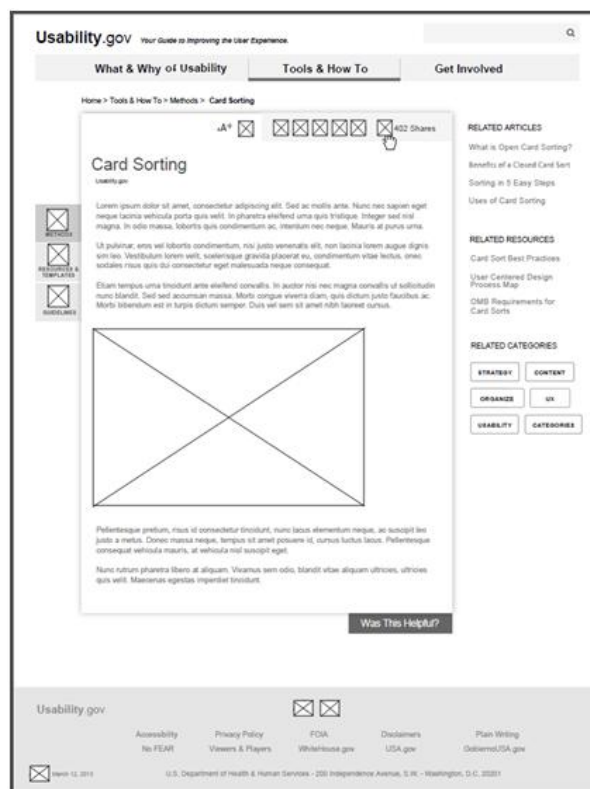 Usability.gov Your Guide to Improving the User Experience.
What & Why of Usability Tools & How To Get Involved
Home > Tools & How To > Methods > Card Sorting
-A+ 402 Shares
Card Sorting
Usability.gov
Lorem ipsum dolor sit amet, consectetur adipiscing elit. Sed ac mollis ante. Nunc nec sapien eget
neque lacinia vehicula porta quis velit. In pharetra eleifend urna quis tristique. Integer sed nisl
magna. In odio massa, lobortis quis condimentum ac, interdum nec neque. Mauris at purus urna.
Ut pulvinar, eros vel lobortis condimentum, nisi justo venenatis elit, non lacinia lorem augue dignis
sim leo. Vestibulum lorem velit, scelerisque gravida placerat eu, condimentum vitae lectus, onec
sodales risus quis dui consectetur eget malesuada neque consequat.
Etiam tempus urna tincidunt ante eleifend convallis. In auctor nisi nec magna convallis ut sollicitudin
nunc blandit. Sed sed accumsan massa. Morbi congue viverra diam, quis dictum justo faucibus ac.
Morbi bibendum est in turpis dictum semper. Duis vel sem sit amet nibh laoreet cursus.
Pellentesque pretium, risus id consectetur tincidunt, nunc lacus elementum neque, ac suscipit leo
justo a metus. Donec massa neque, tempus sit amet posuere id, cursus luctus lacus. Pellentesque
consequat vehicula mauris, at vehicula nisl suscipit eget.
Nunc rutrum pharetra libero at aliquam. Vivamus sem odio, blandit vitae aliquam ultricies, ultricies
quis velit. Maecenas egestas imperdiet tincidunt.
Was This Helpful?
METHODS
RESOURCES &
TEMPLATES
GUIDELINES
RELATED ARTICLES
What is Open Card Sorting?
Benefits of a Closed Card Sort
Sorting in 5 Easy Steps
Uses of Card Sorting
RELATED RESOURCES
Card Sort Best Practices
User Centered Design
Process Map
OMB Requirements for
Card Sorts
RELATED CATEGORIES
STRATEGY CONTENT
ORGANIZE UX
USABILITY CATEGORIES
Usability.gov
Accessibility Privacy Policy FOIA Disclaimers Plain Writing
No FEAR Viewers & Players WhiteHouse.gov USA.gov GobiernoUSA.gov
March 12, 2013 U.S. Department of Health & Human Services - 200 Independence Avenue, S.W. - Washington, D.C. 20201